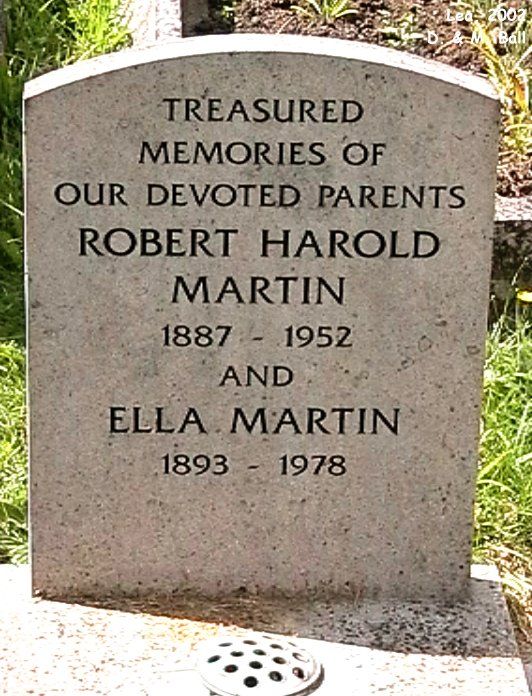 Lea 2002
D. & M. Ball
TREASURED
MEMORIES OF
OUR DEVOTED PARENTS
ROBERT HAROLD
MARTIN
1887 - 1952
AND
ELLA MARTIN
1893 - 1978